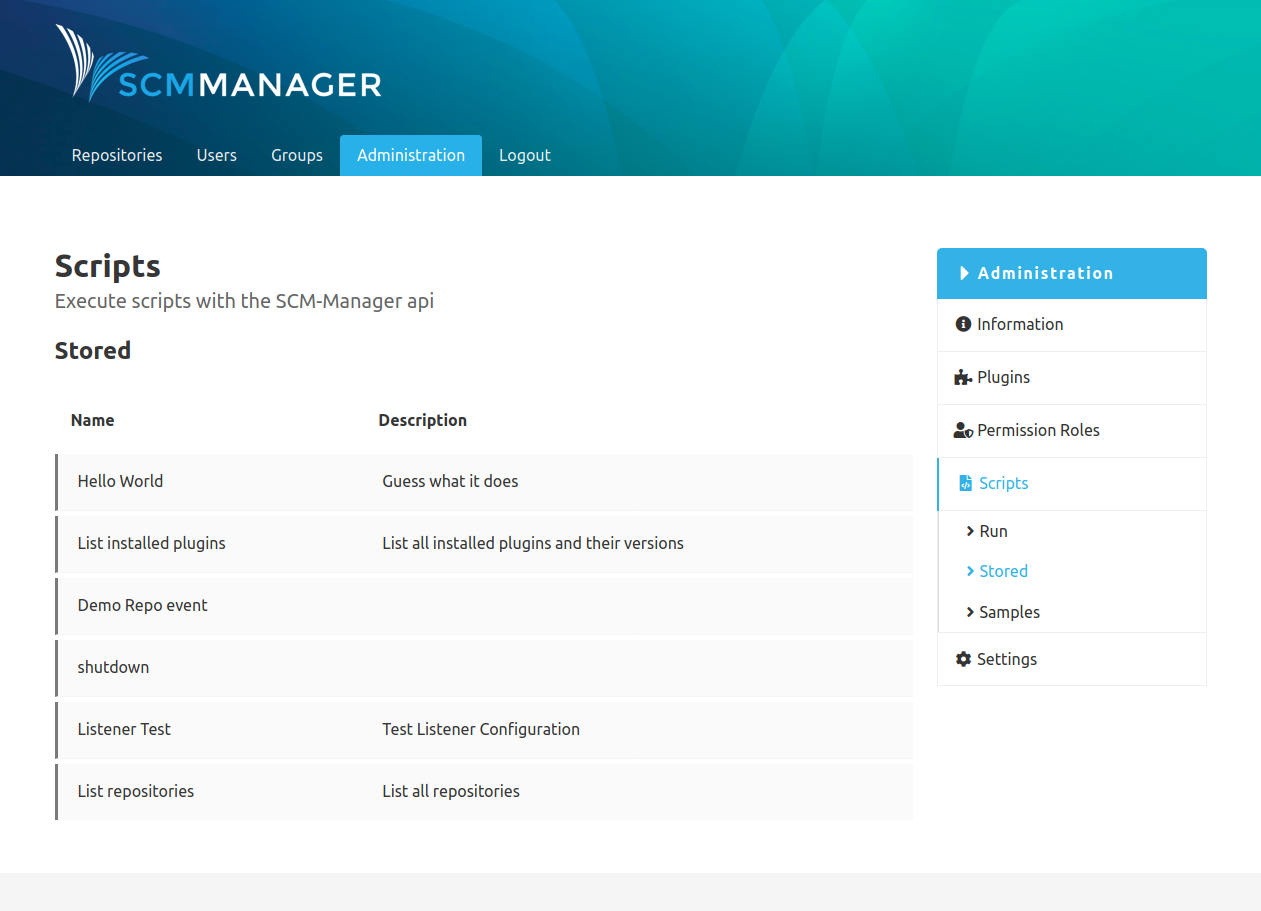 SCMMANAGER
Repositories Users Groups Administration Logout
Scripts
Execute scripts with the SCM-Manager api
Stored
Name Description
Hello World Guess what it does
List installed plugins List all installed plugins and their versions
Demo Repo event
shutdown
Listener Test Test Listener Configuration
List repositories List all repositories
Administration
Information
Plugins
Permission Roles
Scripts
Run
Stored
Samples
Settings